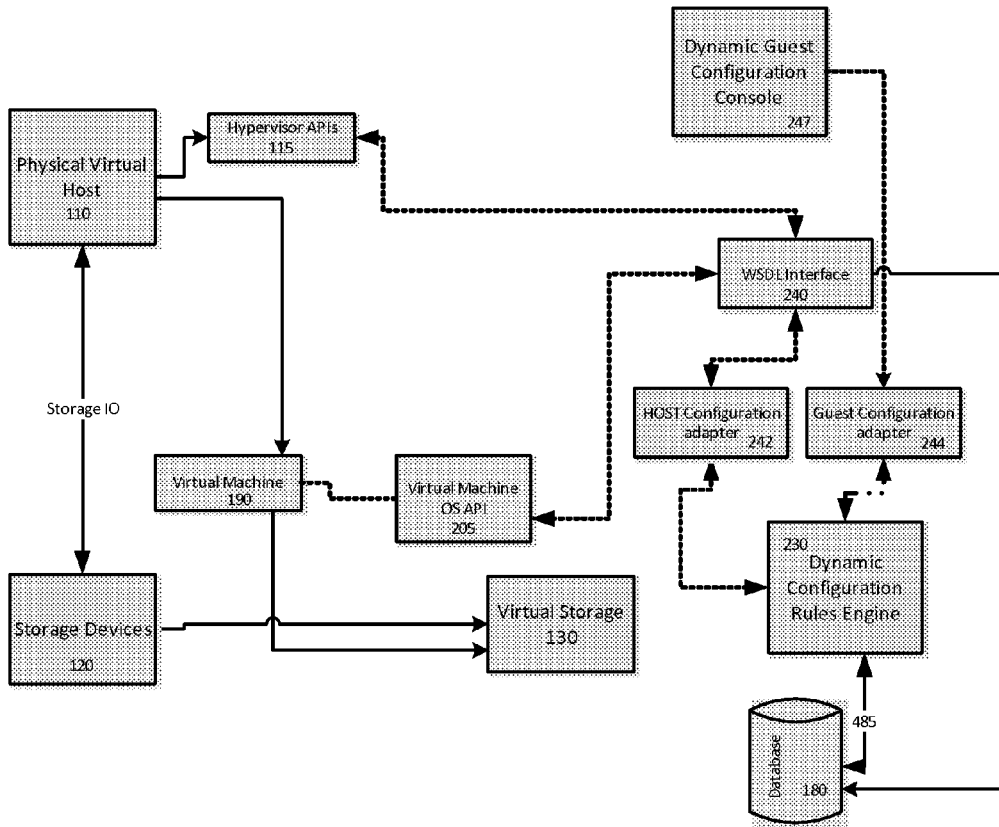 Dynamic Guest
Configuration
Console
247
Hypervisor APIs
115
Physical Virtual
Host
110
WSDL Interface
240
Storage IO
HOST Configuration
adapter 242
Guest Configuration
adapter 244
Virtual Machine
190
Virtual Machine
OS API
205
230
Dynamic
Configuration
Rules Engine
Storage Devices
120
Virtual Storage
130
485
Database
180